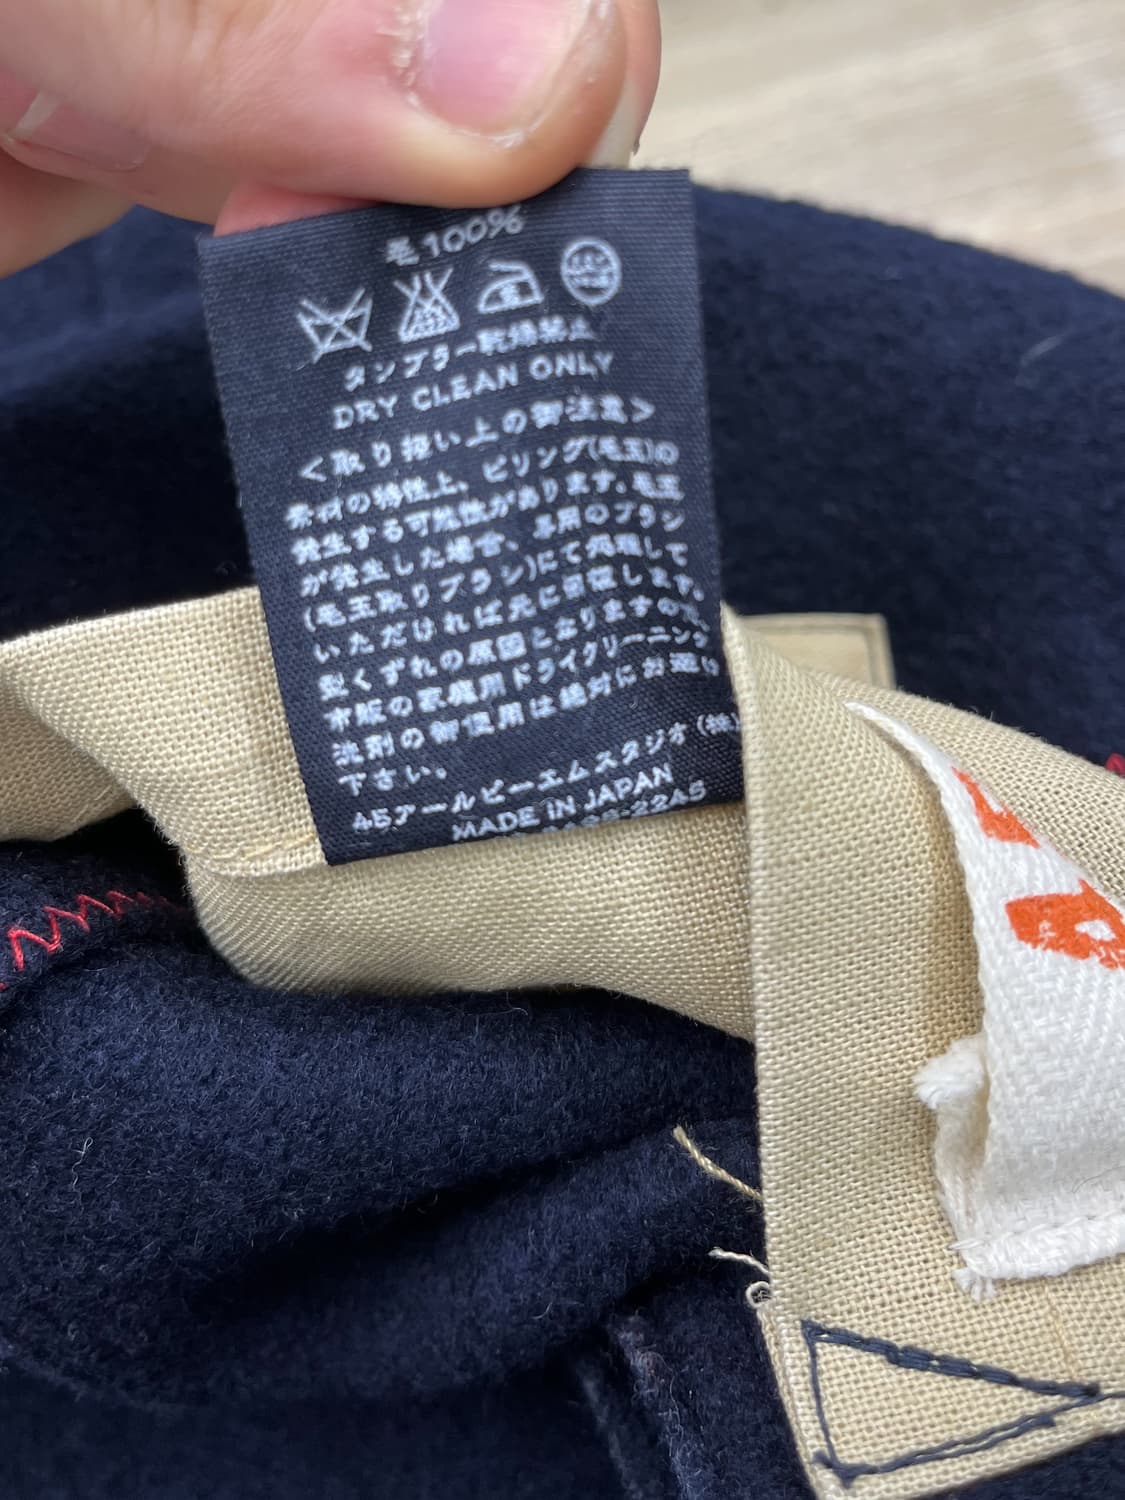 毛100%
タンブラー乾燥禁止
DRY CLEAN ONLY
<取り扱い上の御注意>
素材の特性上、ピリング(毛玉)の
発生する可能性があります。毛玉
が発生した場合、専用のブラシ
(毛玉取りブラシ)にて処理して
いただければ元に回復します。
型くずれの原因となりますので、
市販の家庭用ドライクリーニング
洗剤の御使用は絶対にお避け
下さい。
45アールピーエムスタジオ(株)
MADE IN JAPAN